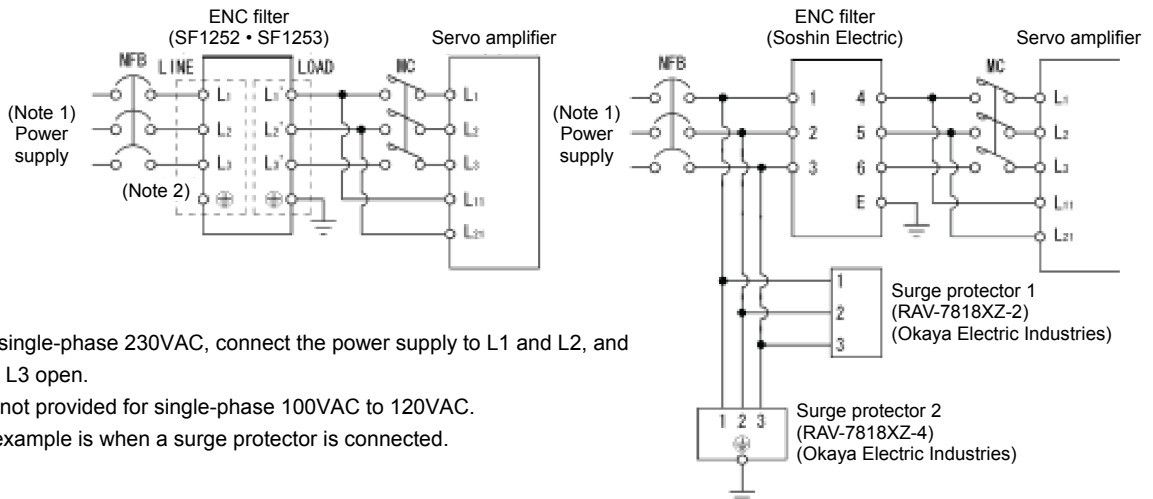 ENC filter
(SF1252 • SF1253)
Servo amplifier
NFB
LINE
LOAD
MC
(Note 1)
Power
supply
L1
L2
L3
L1'
L2'
L3'
L1
L2
L3
L11
L21
(Note 2)
ENC filter
(Soshin Electric)
Servo amplifier
NFB
MC
(Note 1)
Power
supply
1
2
3
4
5
6
E
L1
L2
L3
L11
L21
1
2
3
Surge protector 1
(RAV-7818XZ-2)
(Okaya Electric Industries)
1 2 3
Surge protector 2
(RAV-7818XZ-4)
(Okaya Electric Industries)
single-phase 230VAC, connect the power supply to L1 and L2, and
L3 open.
not provided for single-phase 100VAC to 120VAC.
example is when a surge protector is connected.